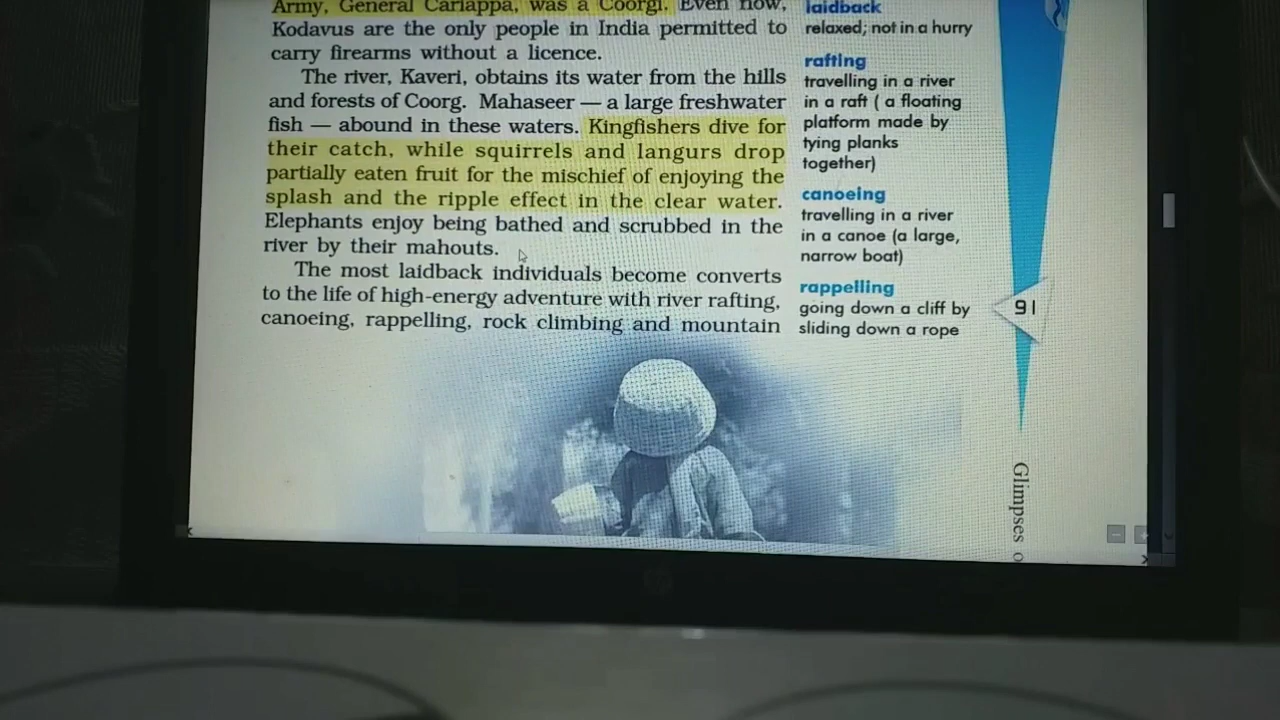 Army, General Cariappa, was a Coorgi. Even now,
Kodavus are the only people in India permitted to
carry firearms without a licence.
The river, Kaveri, obtains its water from the hills
and forests of Coorg. Mahaseer — a large freshwater
fish — abound in these waters. Kingfishers dive for
their catch, while squirrels and langurs drop
partially eaten fruit for the mischief of enjoying the
splash and the ripple effect in the clear water.
Elephants enjoy being bathed and scrubbed in the
river by their mahouts.
The most laidback individuals become converts
to the life of high-energy adventure with river rafting,
canoeing, rappelling, rock climbing and mountain
laidback
relaxed; not in a hurry
rafting
travelling in a river
in a raft ( a floating
platform made by
tying planks
together)
canoeing
travelling in a river
in a canoe (a large,
narrow boat)
rappelling
going down a cliff by
sliding down a rope
91
Glimpses o